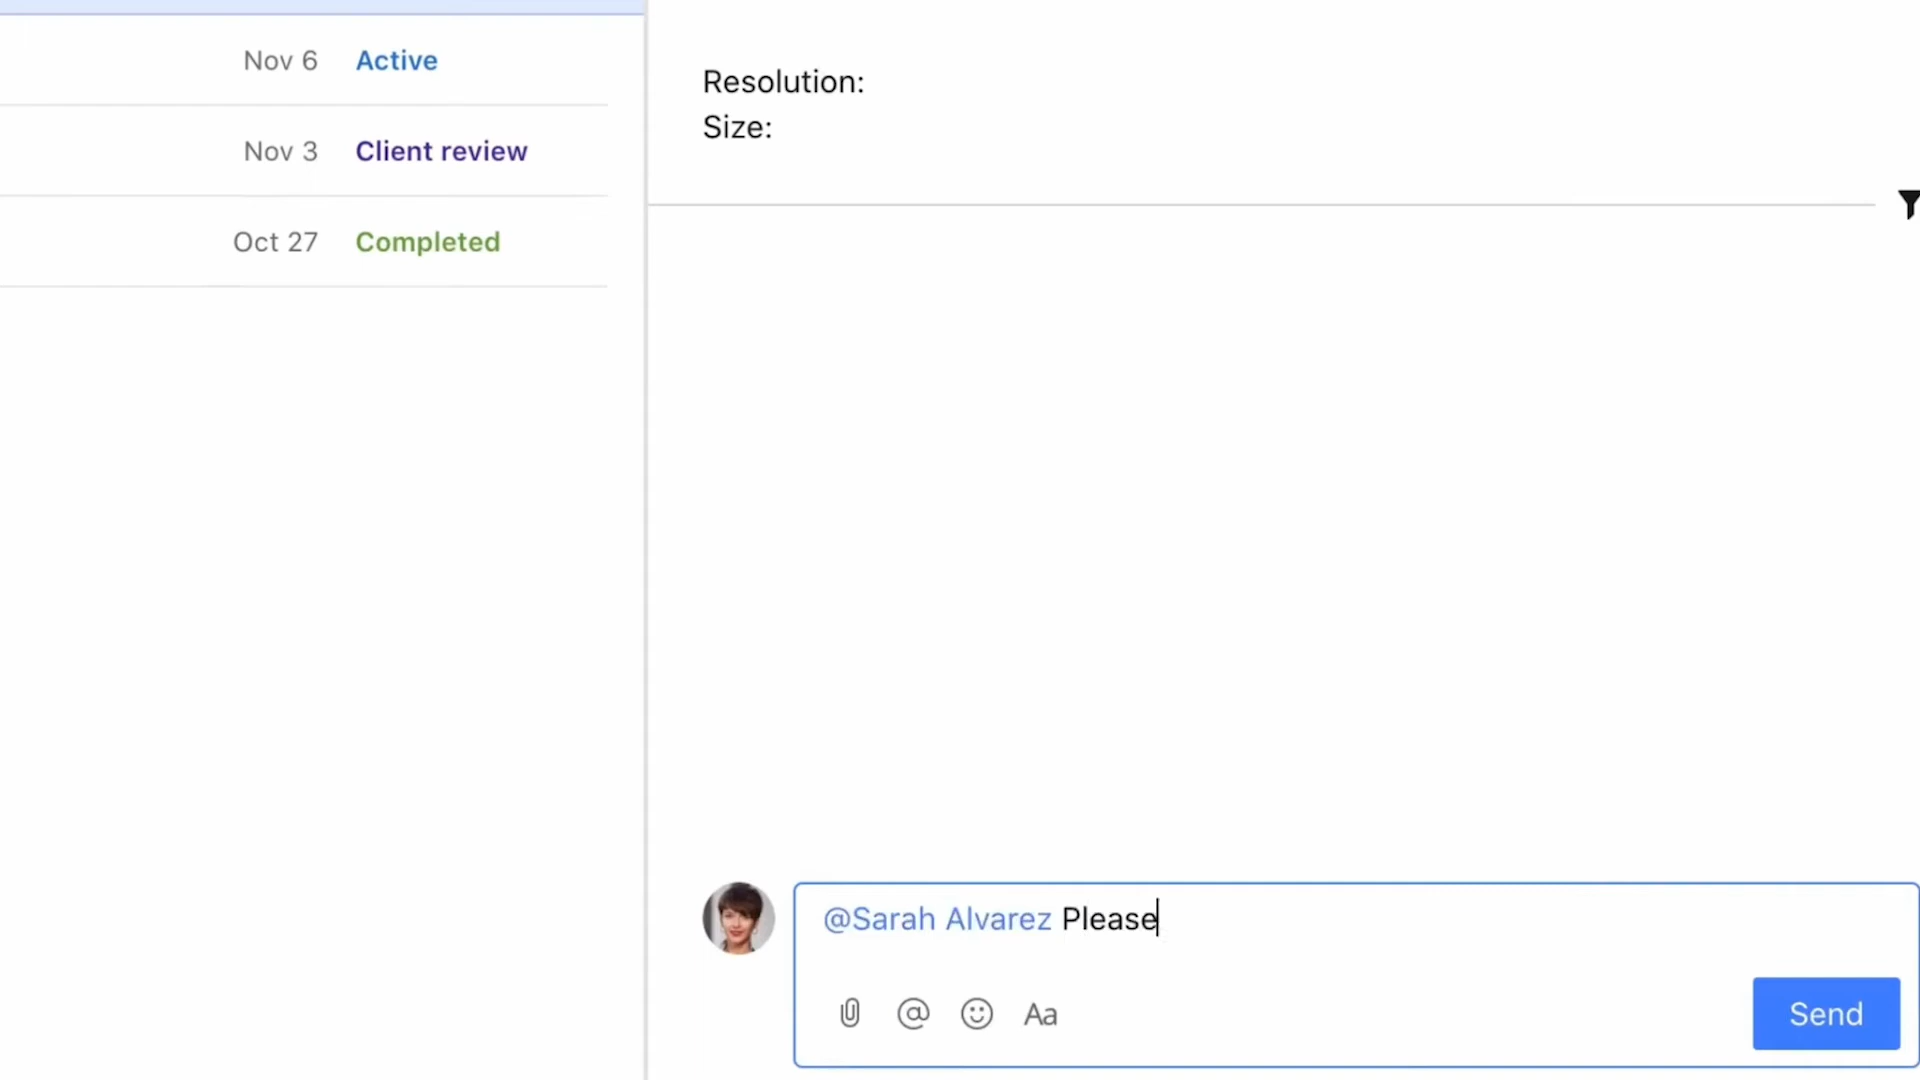 Nov 6 Active
Nov 3 Client review
Oct 27 Completed
Resolution:
Size:
@Sarah Alvarez Please
@ Aa
Send